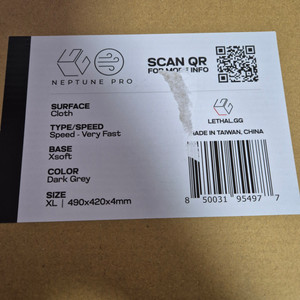 SCAN QR
FOR MORE INFO
NEPTUNE PRO
SURFACE
Cloth
TYPE/SPEED
Speed - Very Fast
BASE
Xsoft
COLOR
Dark Grey
SIZE
XL | 490x420x4mm
LETHAL.GG
MADE IN TAIWAN, CHINA
8 50031 95497 7